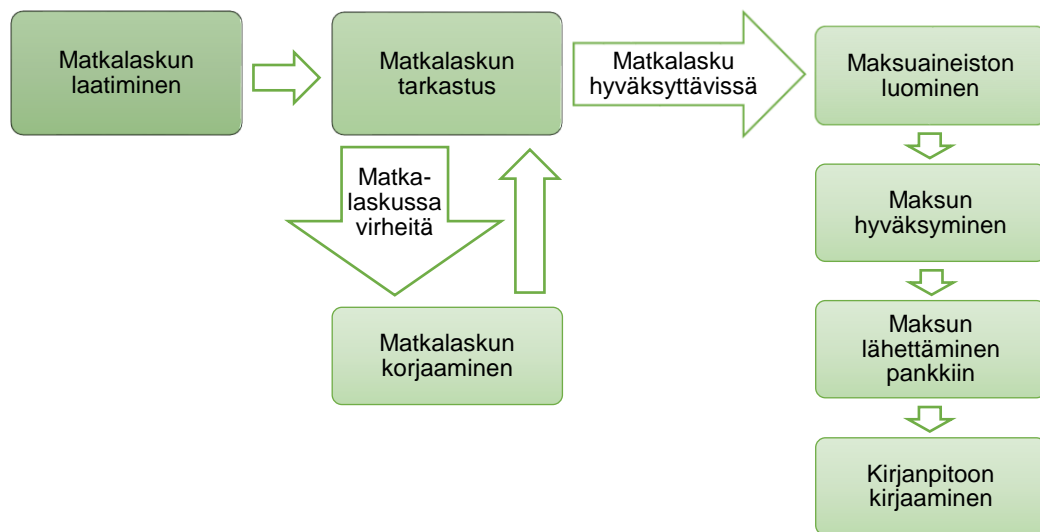 Matkalaskun
laatiminen
Matkalaskun
tarkastus
Matkalasku
hyväksyttävissä
Maksuaineiston
luominen
Matka-
laskussa
virheitä
Matkalaskun
korjaaminen
Maksun
hyväksyminen
Maksun
lähettäminen
pankkiin
Kirjanpitoon
kirjaaminen